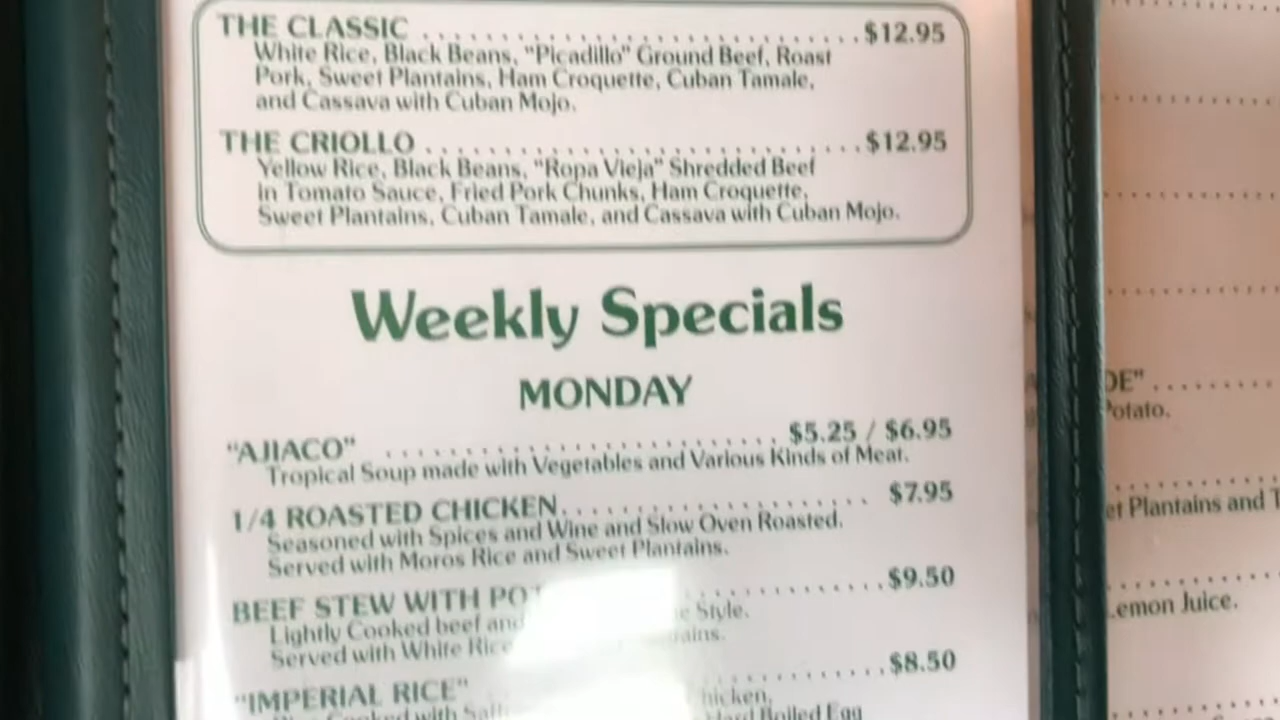 THE CLASSIC ............................ $12.95
White Rice, Black Beans, "Picadillo" Ground Beef, Roast
Pork, Sweet Plantains, Ham Croquette, Cuban Tamale,
and Cassava with Cuban Mojo.
THE CRIOLLO ............................ $12.95
Yellow Rice, Black Beans, "Ropa Vieja" Shredded Beef
in Tomato Sauce, Fried Pork Chunks, Ham Croquette,
Sweet Plantains, Cuban Tamale, and Cassava with Cuban Mojo.
Weekly Specials
MONDAY
"AJIACO" ......................... $5.25 / $6.95
Tropical Soup made with Vegetables and Various Kinds of Meat.
1/4 ROASTED CHICKEN.................... $7.95
Seasoned with Spices and Wine and Slow Oven Roasted.
Served with Moros Rice and Sweet Plantains.
BEEF STEW WITH ............ $9.50
Lightly Cooked beef and Style.
Served with White Rice
"IMPERIAL RICE" ............ $8.50
Cooked with
Hard Boiled Egg
Potato.
Plantains and
Lemon Juice.